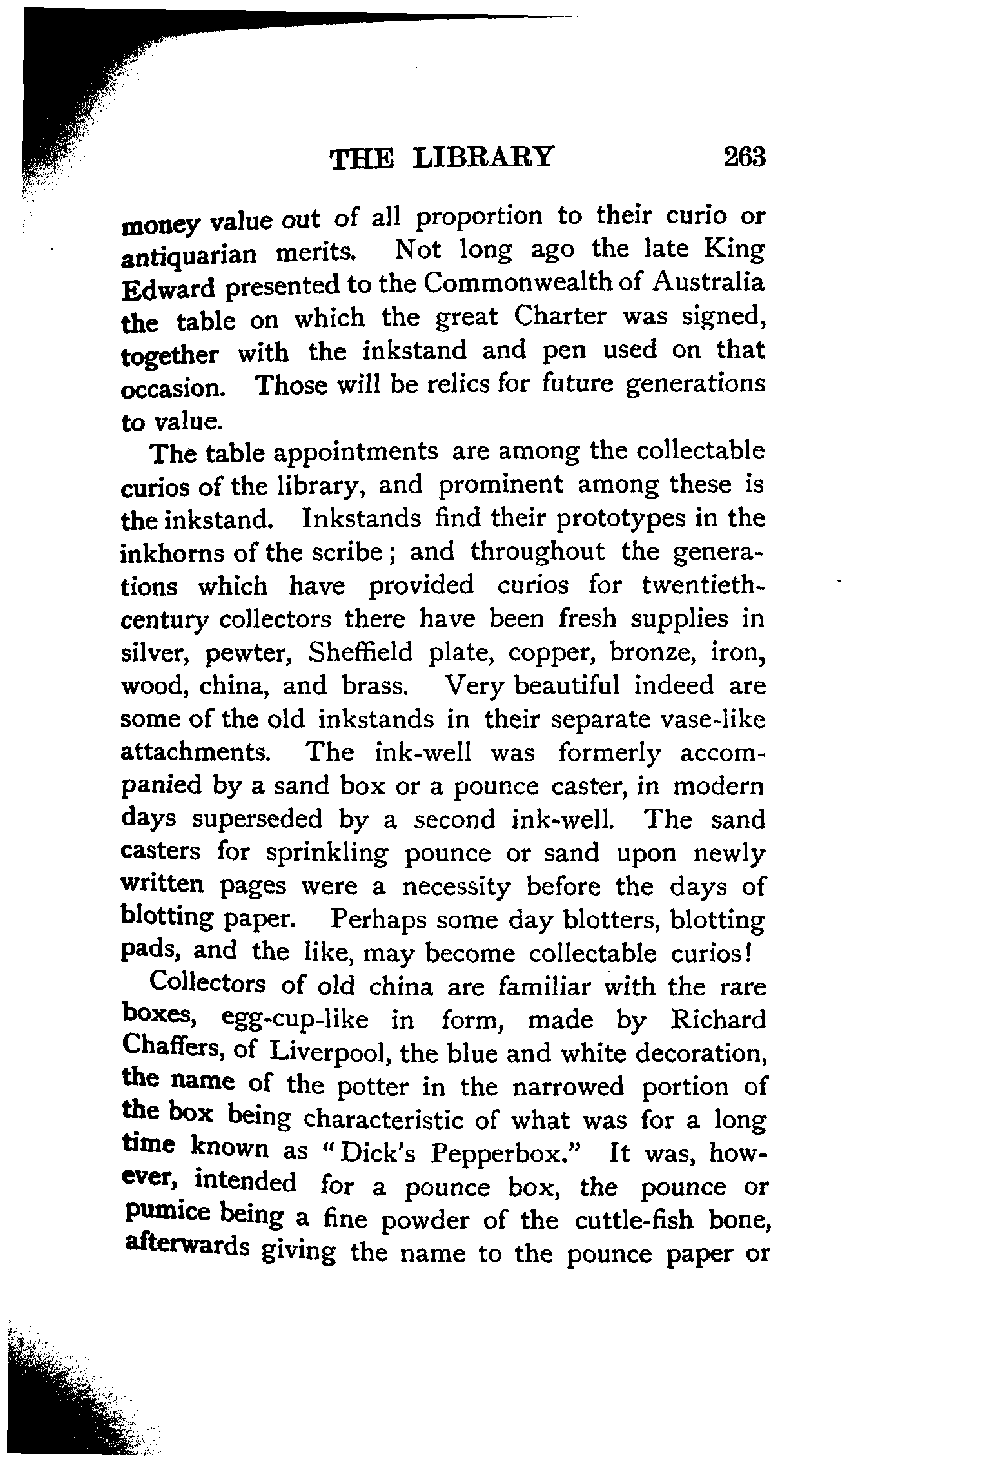 THE LIBRARY 263
money value out of all proportion to their curio or
antiquarian merits. Not long ago the late King
Edward presented to the Commonwealth of Australia
the table on which the great Charter was signed,
together with the inkstand and pen used on that
occasion. Those will be relics for future generations
to value.
The table appointments are among the collectable
curios of the library, and prominent among these is
the inkstand. Inkstands find their prototypes in the
inkhorns of the scribe; and throughout the genera-
tions which have provided curios for twentieth-
century collectors there have been fresh supplies in
silver, pewter, Sheffield plate, copper, bronze, iron,
wood, china, and brass. Very beautiful indeed are
some of the old inkstands in their separate vase-like
attachments. The ink-well was formerly accom-
panied by a sand box or a pounce caster, in modern
days superseded by a second ink-well. The sand
casters for sprinkling pounce or sand upon newly
written pages were a necessity before the days of
blotting paper. Perhaps some day blotters, blotting
pads, and the like, may become collectable curios!
Collectors of old china are familiar with the rare
boxes, egg-cup-like in form, made by Richard
Chaffers, of Liverpool, the blue and white decoration,
the name of the potter in the narrowed portion of
the box being characteristic of what was for a long
time known as "Dick's Pepperbox." It was, how-
ever, intended for a pounce box, the pounce or
pumice being a fine powder of the cuttle-fish bone,
afterwards giving the name to the pounce paper or